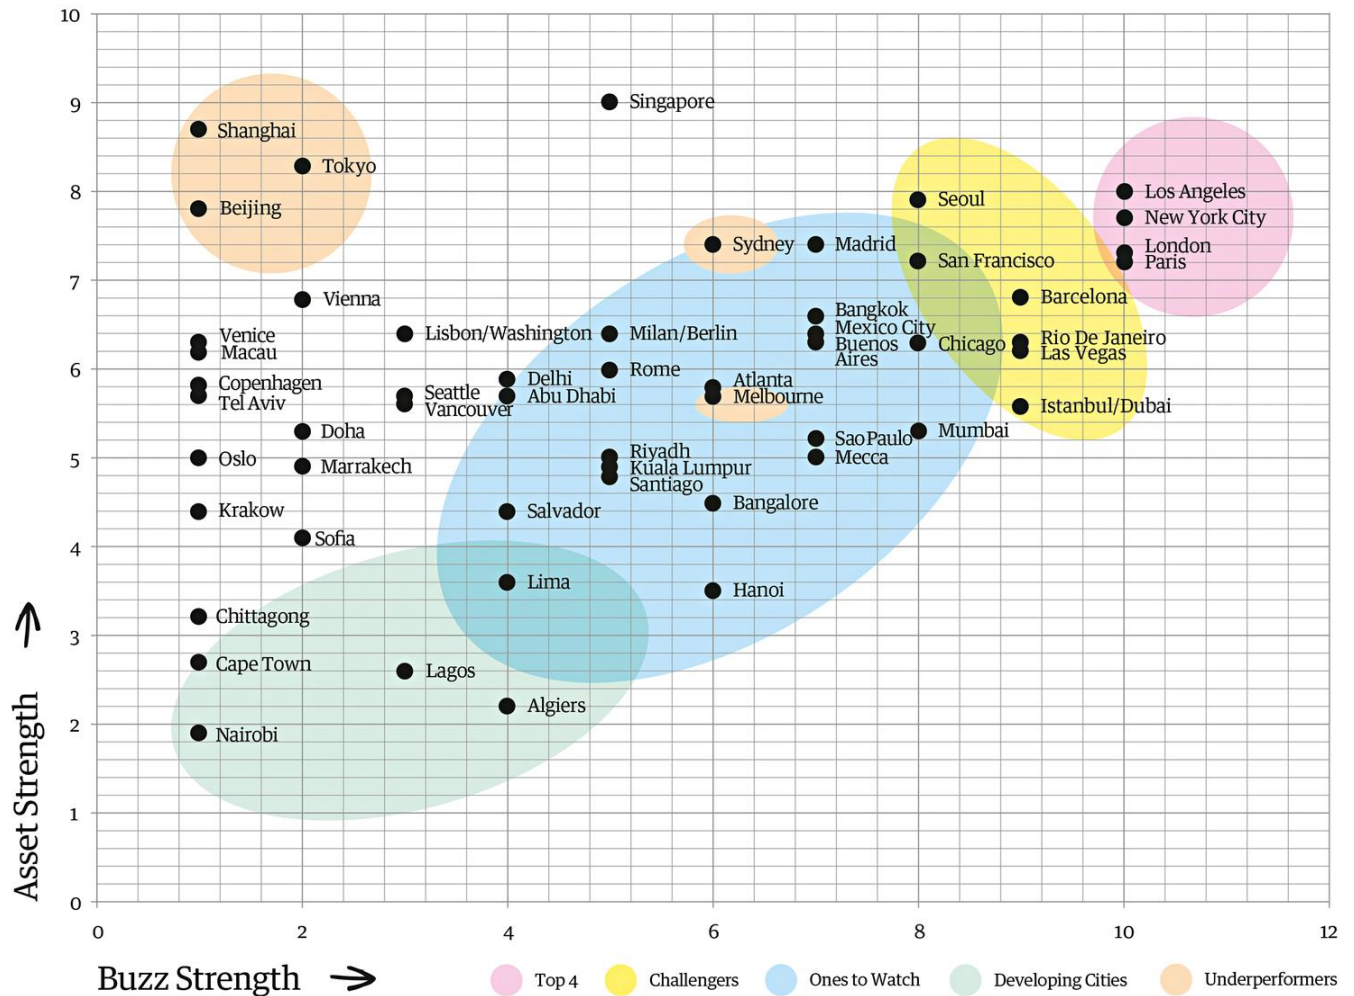 10
9
Singapore
Shanghai
Tokyo
8
Seoul
Los Angeles
Beijing
New York City
Sydney
Madrid
London
San Francisco
Paris
7
Vienna
Barcelona
Bangkok
Venice
Lisbon/Washington
Milan/Berlin
Mexico City
Rio De Janeiro
Macau
Buenos
Aires
Chicago
Las Vegas
6
Rome
Copenhagen
Delhi
Atlanta
Tel Aviv
Seattle
Abu Dhabi
Melbourne
Vancouver
Istanbul/Dubai
Doha
Sao Paulo
Mumbai
5
Oslo
Marrakech
Riyadh
Kuala Lumpur
Santiago
Mecca
Krakow
Salvador
Bangalore
Sofia
4
Lima
Hanoi
Chittagong
3
Cape Town
Lagos
Algiers
2
Nairobi
1
0
Asset Strength
0 2 4 6 8 10 12
Buzz Strength
Top 4
Challengers
Ones to Watch
Developing Cities
Underperformers